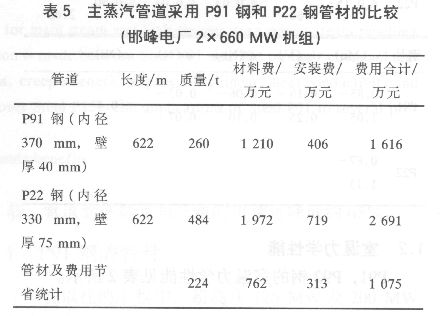 表 5 主蒸汽管道采用 P91 钢和 P22 钢管材的比较
(邯峰电厂 2×660 MW 机组)
管道 长度/m 质量/t 材料费/万元 安装费/万元 费用合计/万元
P91 钢(内径
370 mm, 壁 622 260 1 210 406 1 616
厚 40 mm)
P22 钢(内径
330 mm, 壁 622 484 1 972 719 2 691
厚 75 mm)
管材及费用节
省统计 224 762 313 1 075